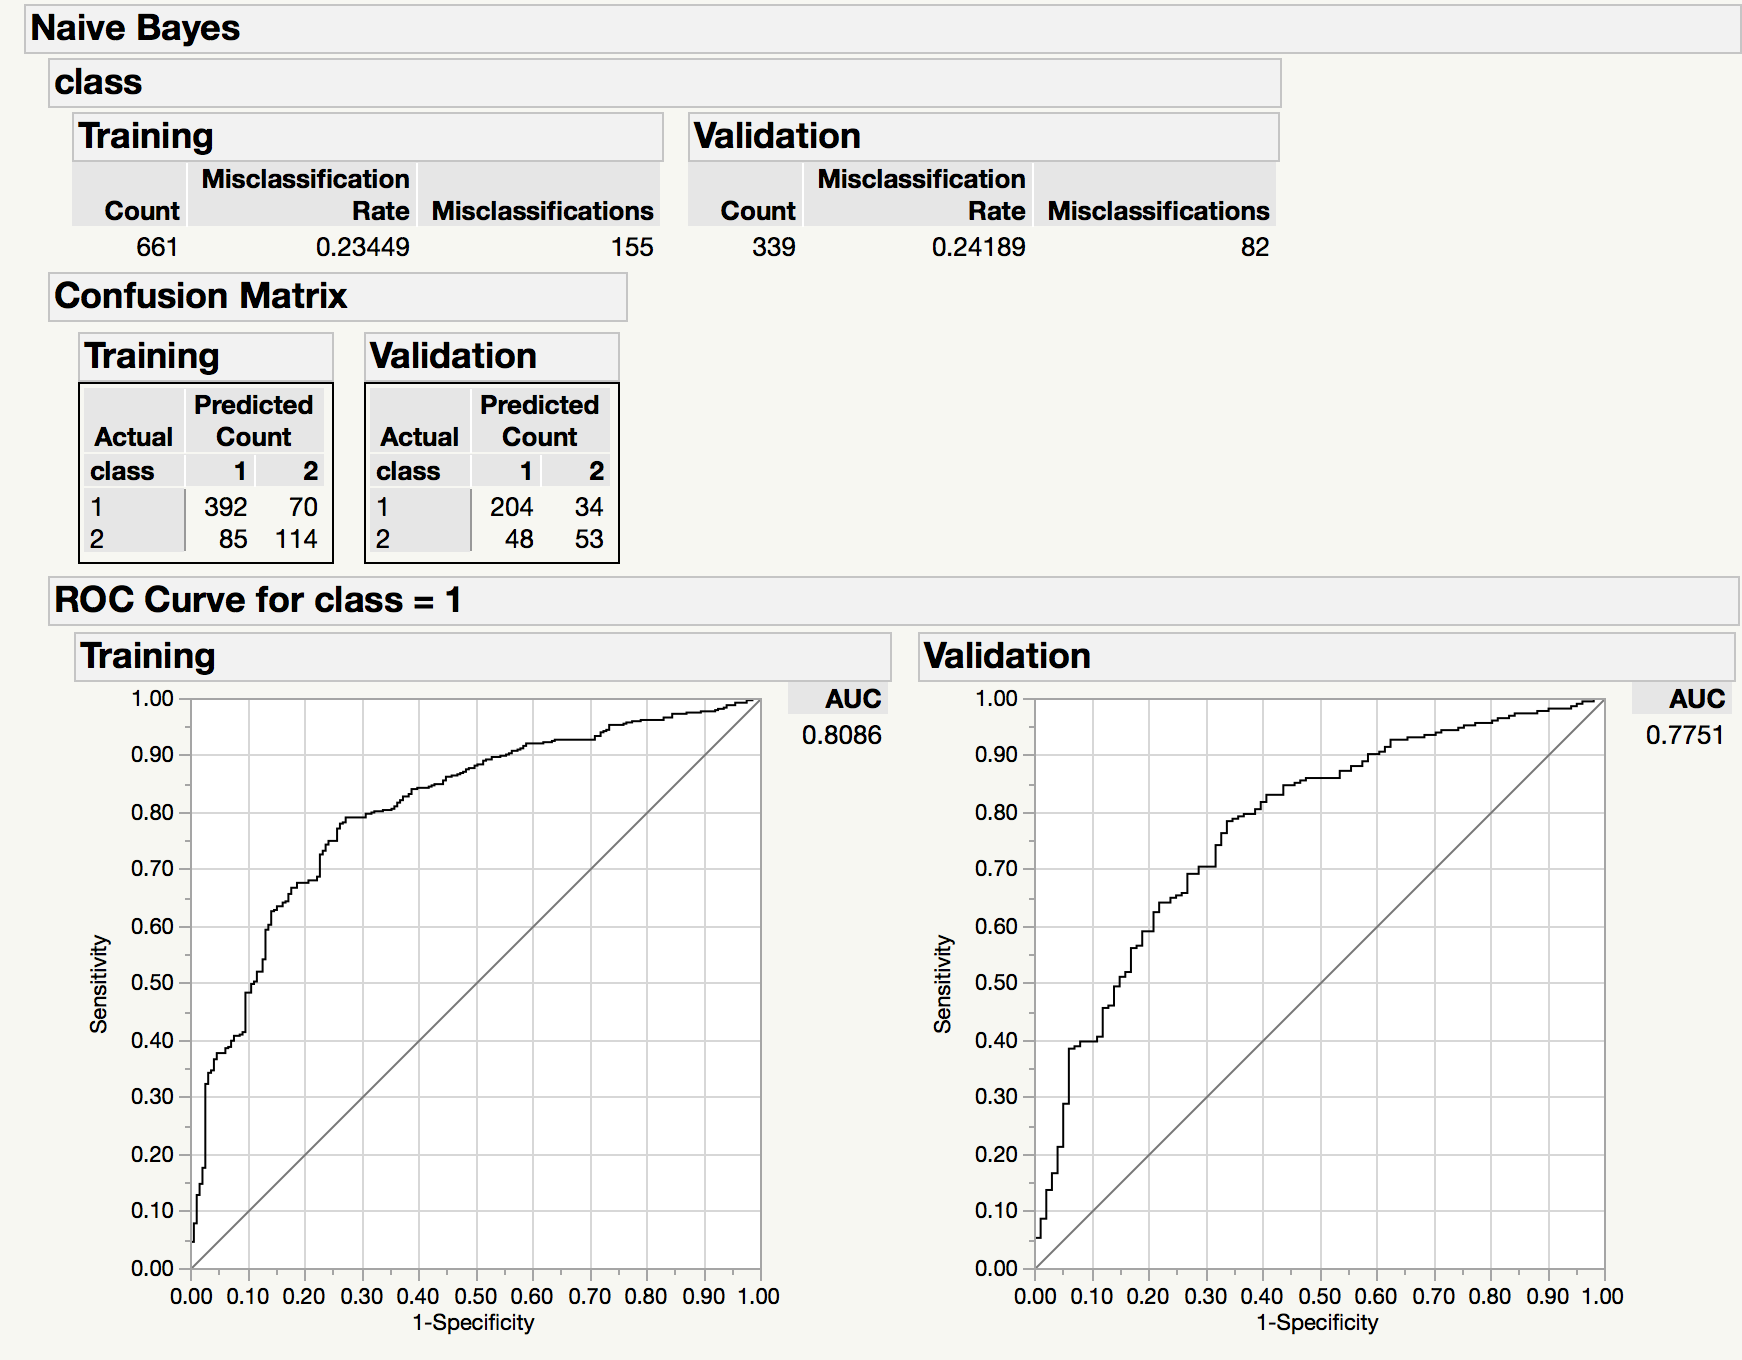 Naive Bayes
class
Training
Count Misclassification Rate Misclassifications
661 0.23449 155
Validation
Count Misclassification Rate Misclassifications
339 0.24189 82
Confusion Matrix
Training
Actual Predicted Count
class 1 2
1 392 70
2 85 114
Validation
Actual Predicted Count
class 1 2
1 204 34
2 48 53
ROC Curve for class = 1
Training
AUC
0.8086
Sensitivity
1.00
0.90
0.80
0.70
0.60
0.50
0.40
0.30
0.20
0.10
0.00
0.00 0.10 0.20 0.30 0.40 0.50 0.60 0.70 0.80 0.90 1.00
1-Specificity
Validation
AUC
0.7751
Sensitivity
1.00
0.90
0.80
0.70
0.60
0.50
0.40
0.30
0.20
0.10
0.00
0.00 0.10 0.20 0.30 0.40 0.50 0.60 0.70 0.80 0.90 1.00
1-Specificity